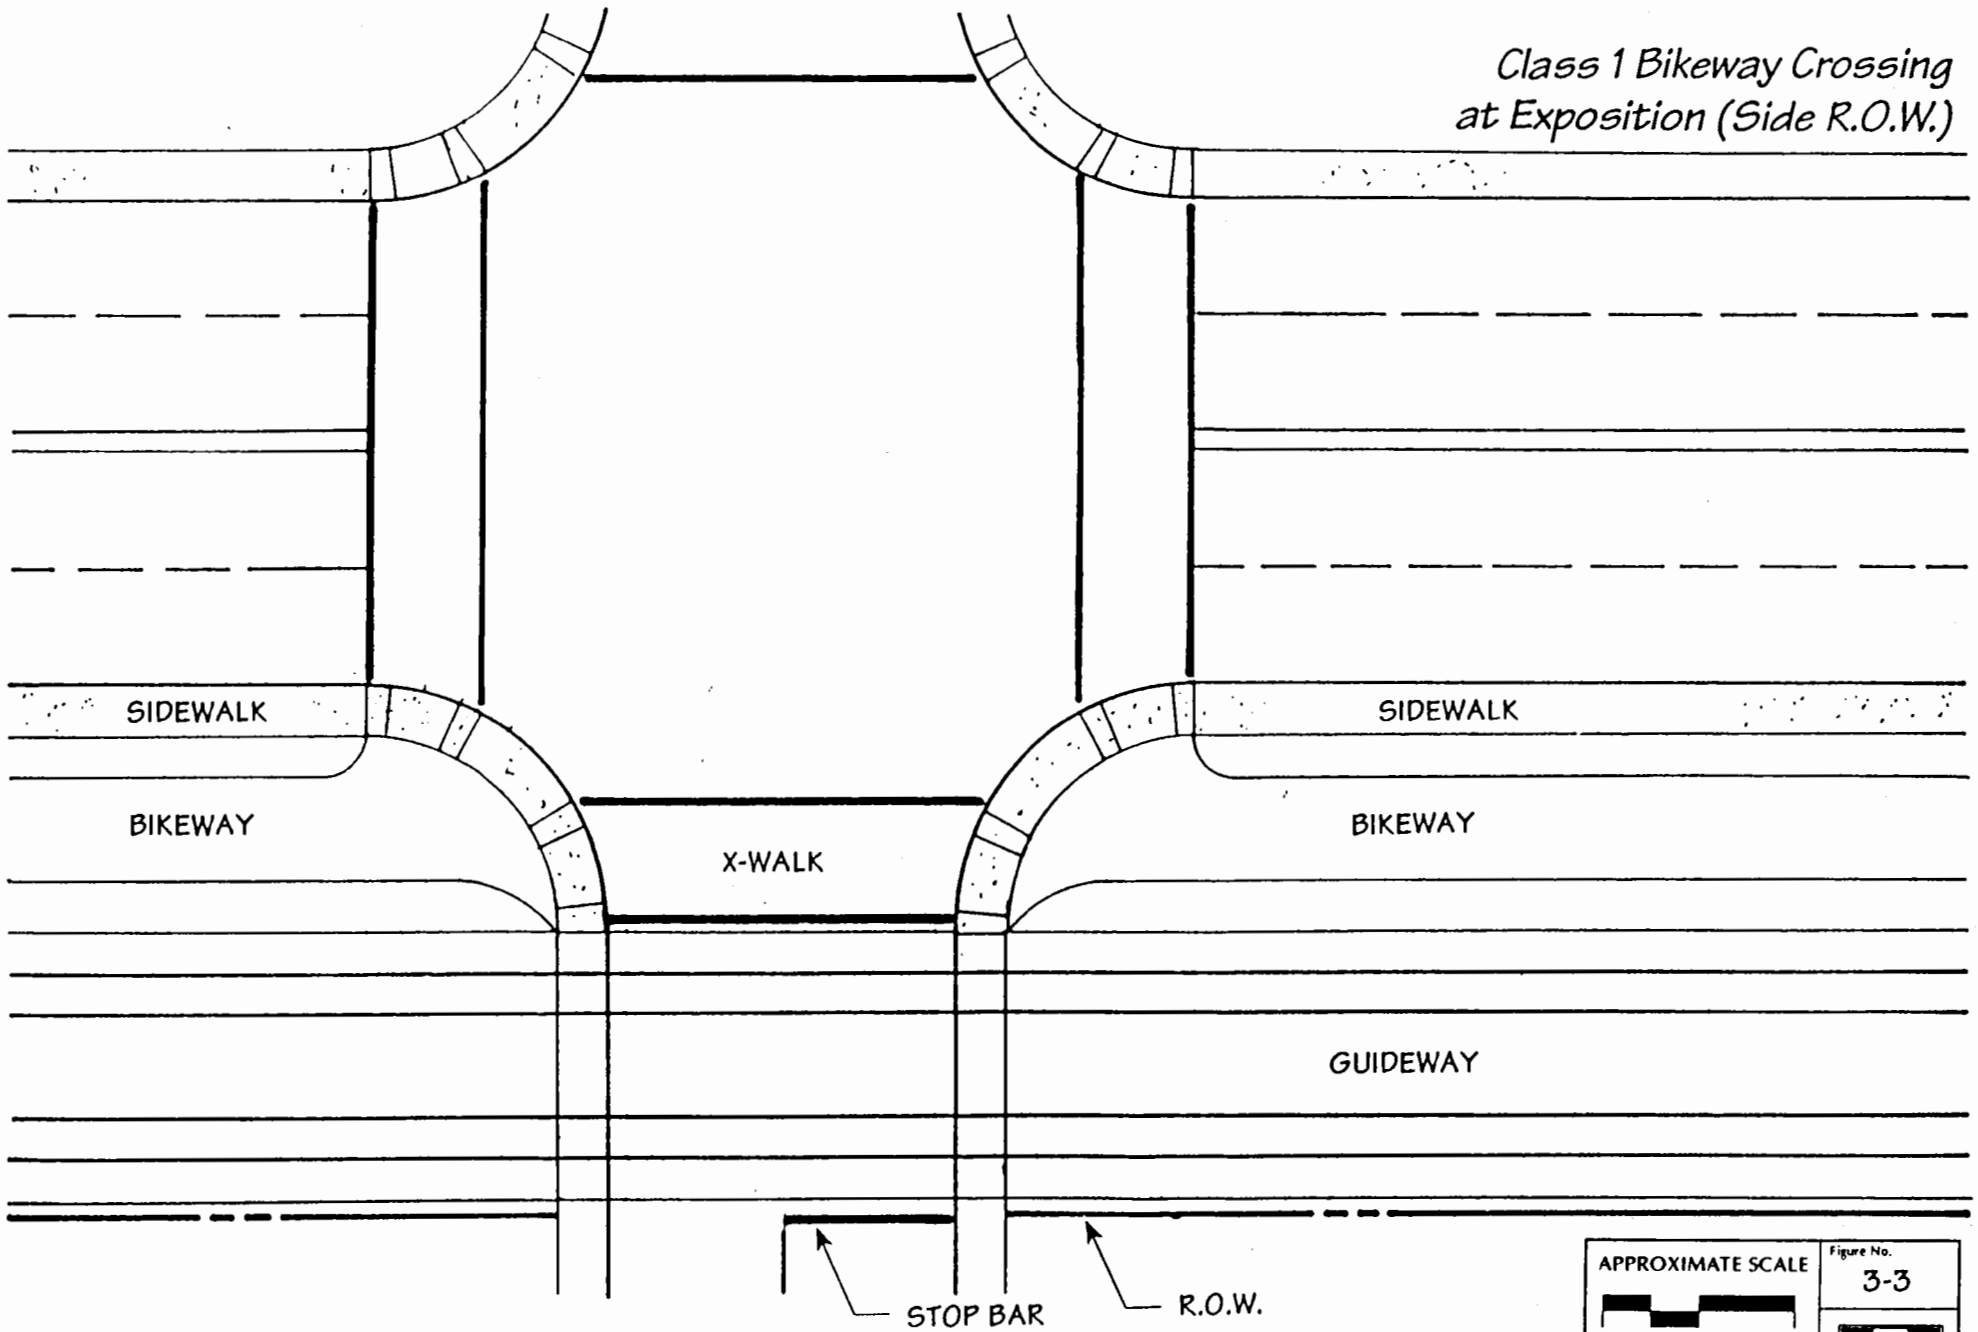 Class 1 Bikeway Crossing
at Exposition (Side R.O.W.)
SIDEWALK
SIDEWALK
BIKEWAY
BIKEWAY
X-WALK
GUIDEWAY
STOP BAR
R.O.W.
APPROXIMATE SCALE
Figure No.
3-3